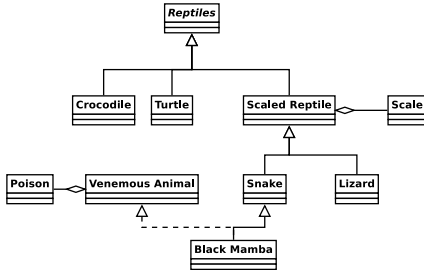 Reptiles
Crocodile
Turtle
Scaled Reptile
Scale
Poison
Venemous Animal
Snake
Lizard
Black Mamba